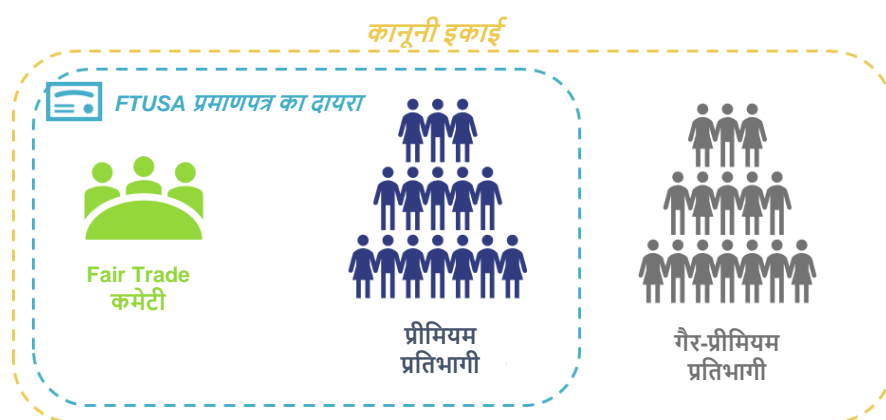 कानूनी इकाई
FTUSA प्रमाणपत्र का दायरा
Fair Trade
कमेटी
प्रीमियम
प्रतिभागी
गैर-प्रीमियम
प्रतिभागी